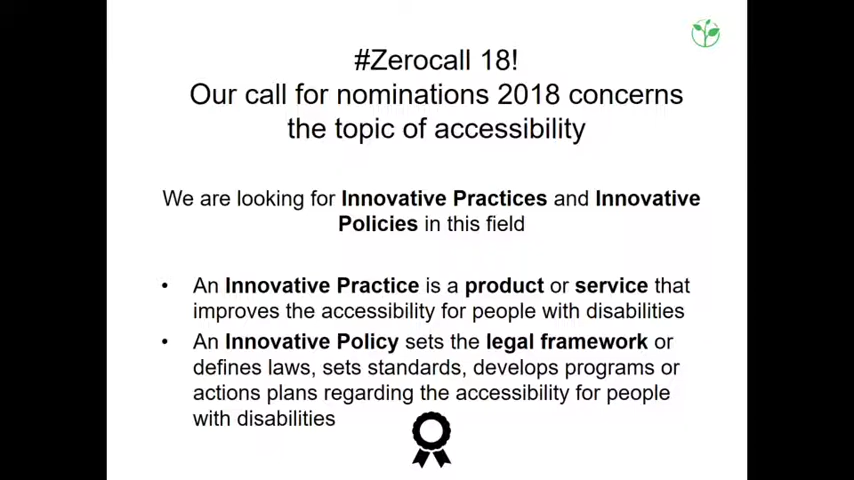 #Zerocall 18!
Our call for nominations 2018 concerns
the topic of accessibility
We are looking for Innovative Practices and Innovative
Policies in this field
• An Innovative Practice is a product or service that
improves the accessibility for people with disabilities
• An Innovative Policy sets the legal framework or
defines laws, sets standards, develops programs or
actions plans regarding the accessibility for people
with disabilities